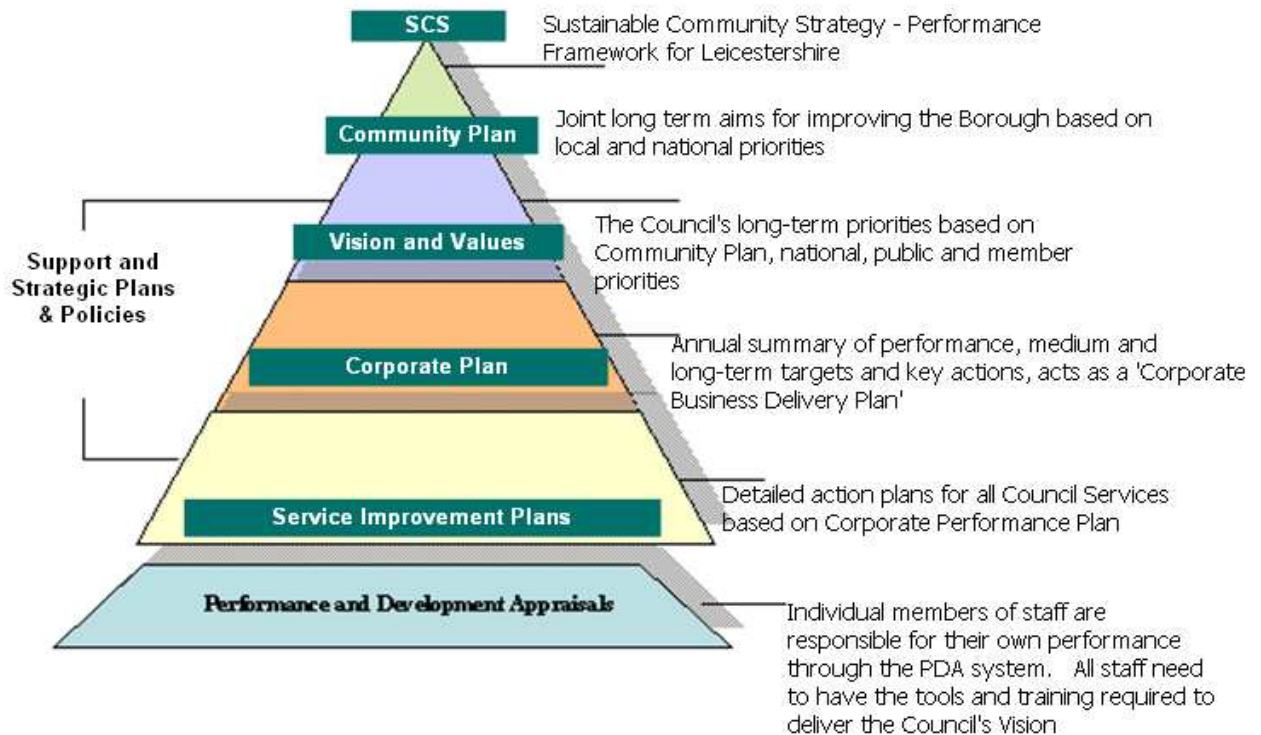 SCS
Sustainable Community Strategy - Performance
Framework for Leicestershire
Community Plan
Joint long term aims for improving the Borough based on
local and national priorities
Support and
Strategic Plans
& Policies
Vision and Values
The Council's long-term priorities based on
Community Plan, national, public and member
priorities
Corporate Plan
Annual summary of performance, medium and
long-term targets and key actions, acts as a 'Corporate
Business Delivery Plan'
Service Improvement Plans
Detailed action plans for all Council Services
based on Corporate Performance Plan
Performance and Development Appraisals
Individual members of staff are
responsible for their own performance
through the PDA system. All staff need
to have the tools and training required to
deliver the Council's Vision